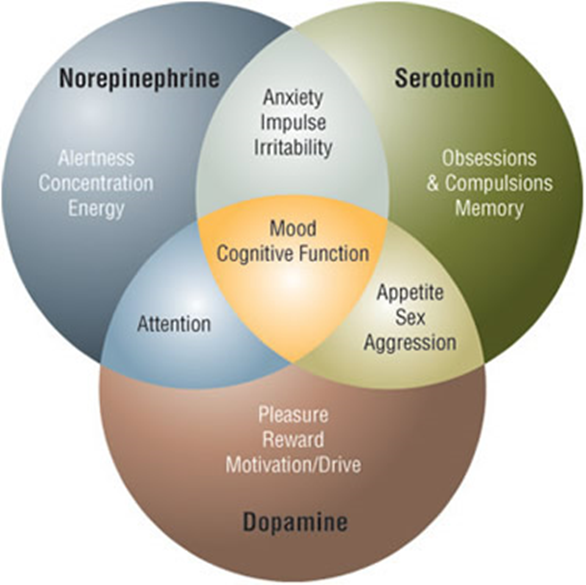 Norepinephrine
Serotonin
Anxiety
Impulse
Irritability
Alertness
Concentration
Energy
Obsessions
& Compulsions
Memory
Mood
Cognitive Function
Attention
Appetite
Sex
Aggression
Pleasure
Reward
Motivation/Drive
Dopamine